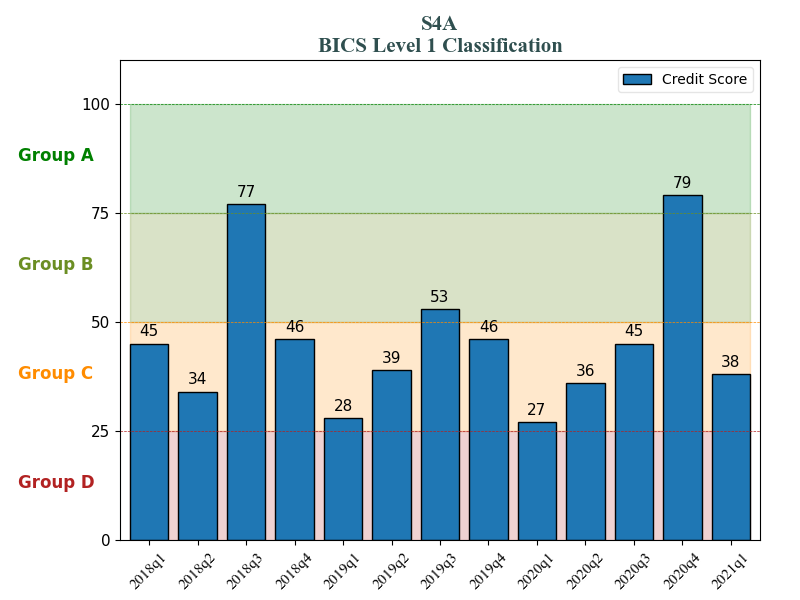 S4A
BICS Level 1 Classification
Credit Score
100
Group A
79
77
75
Group B
53
50
45
46
46
45
39
38
36
34
Group C
28
27
25
Group D
0
2018q1
2018q2
2018q3
2018q4
2019q1
2019q2
2019q3
2019q4
2020q1
2020q2
2020q3
2020q4
2021q1